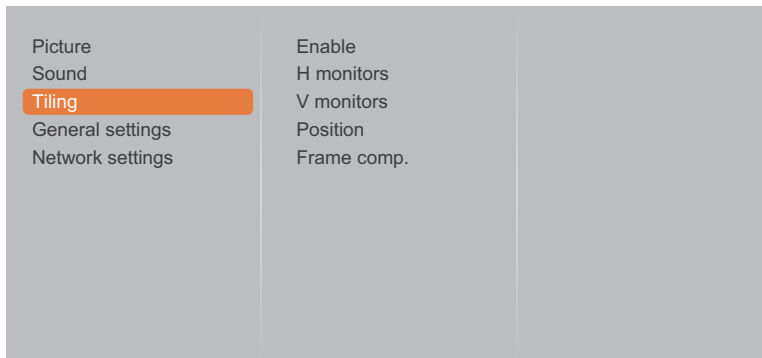 Picture
Sound
Tiling
General settings
Network settings
Enable
H monitors
V monitors
Position
Frame comp.